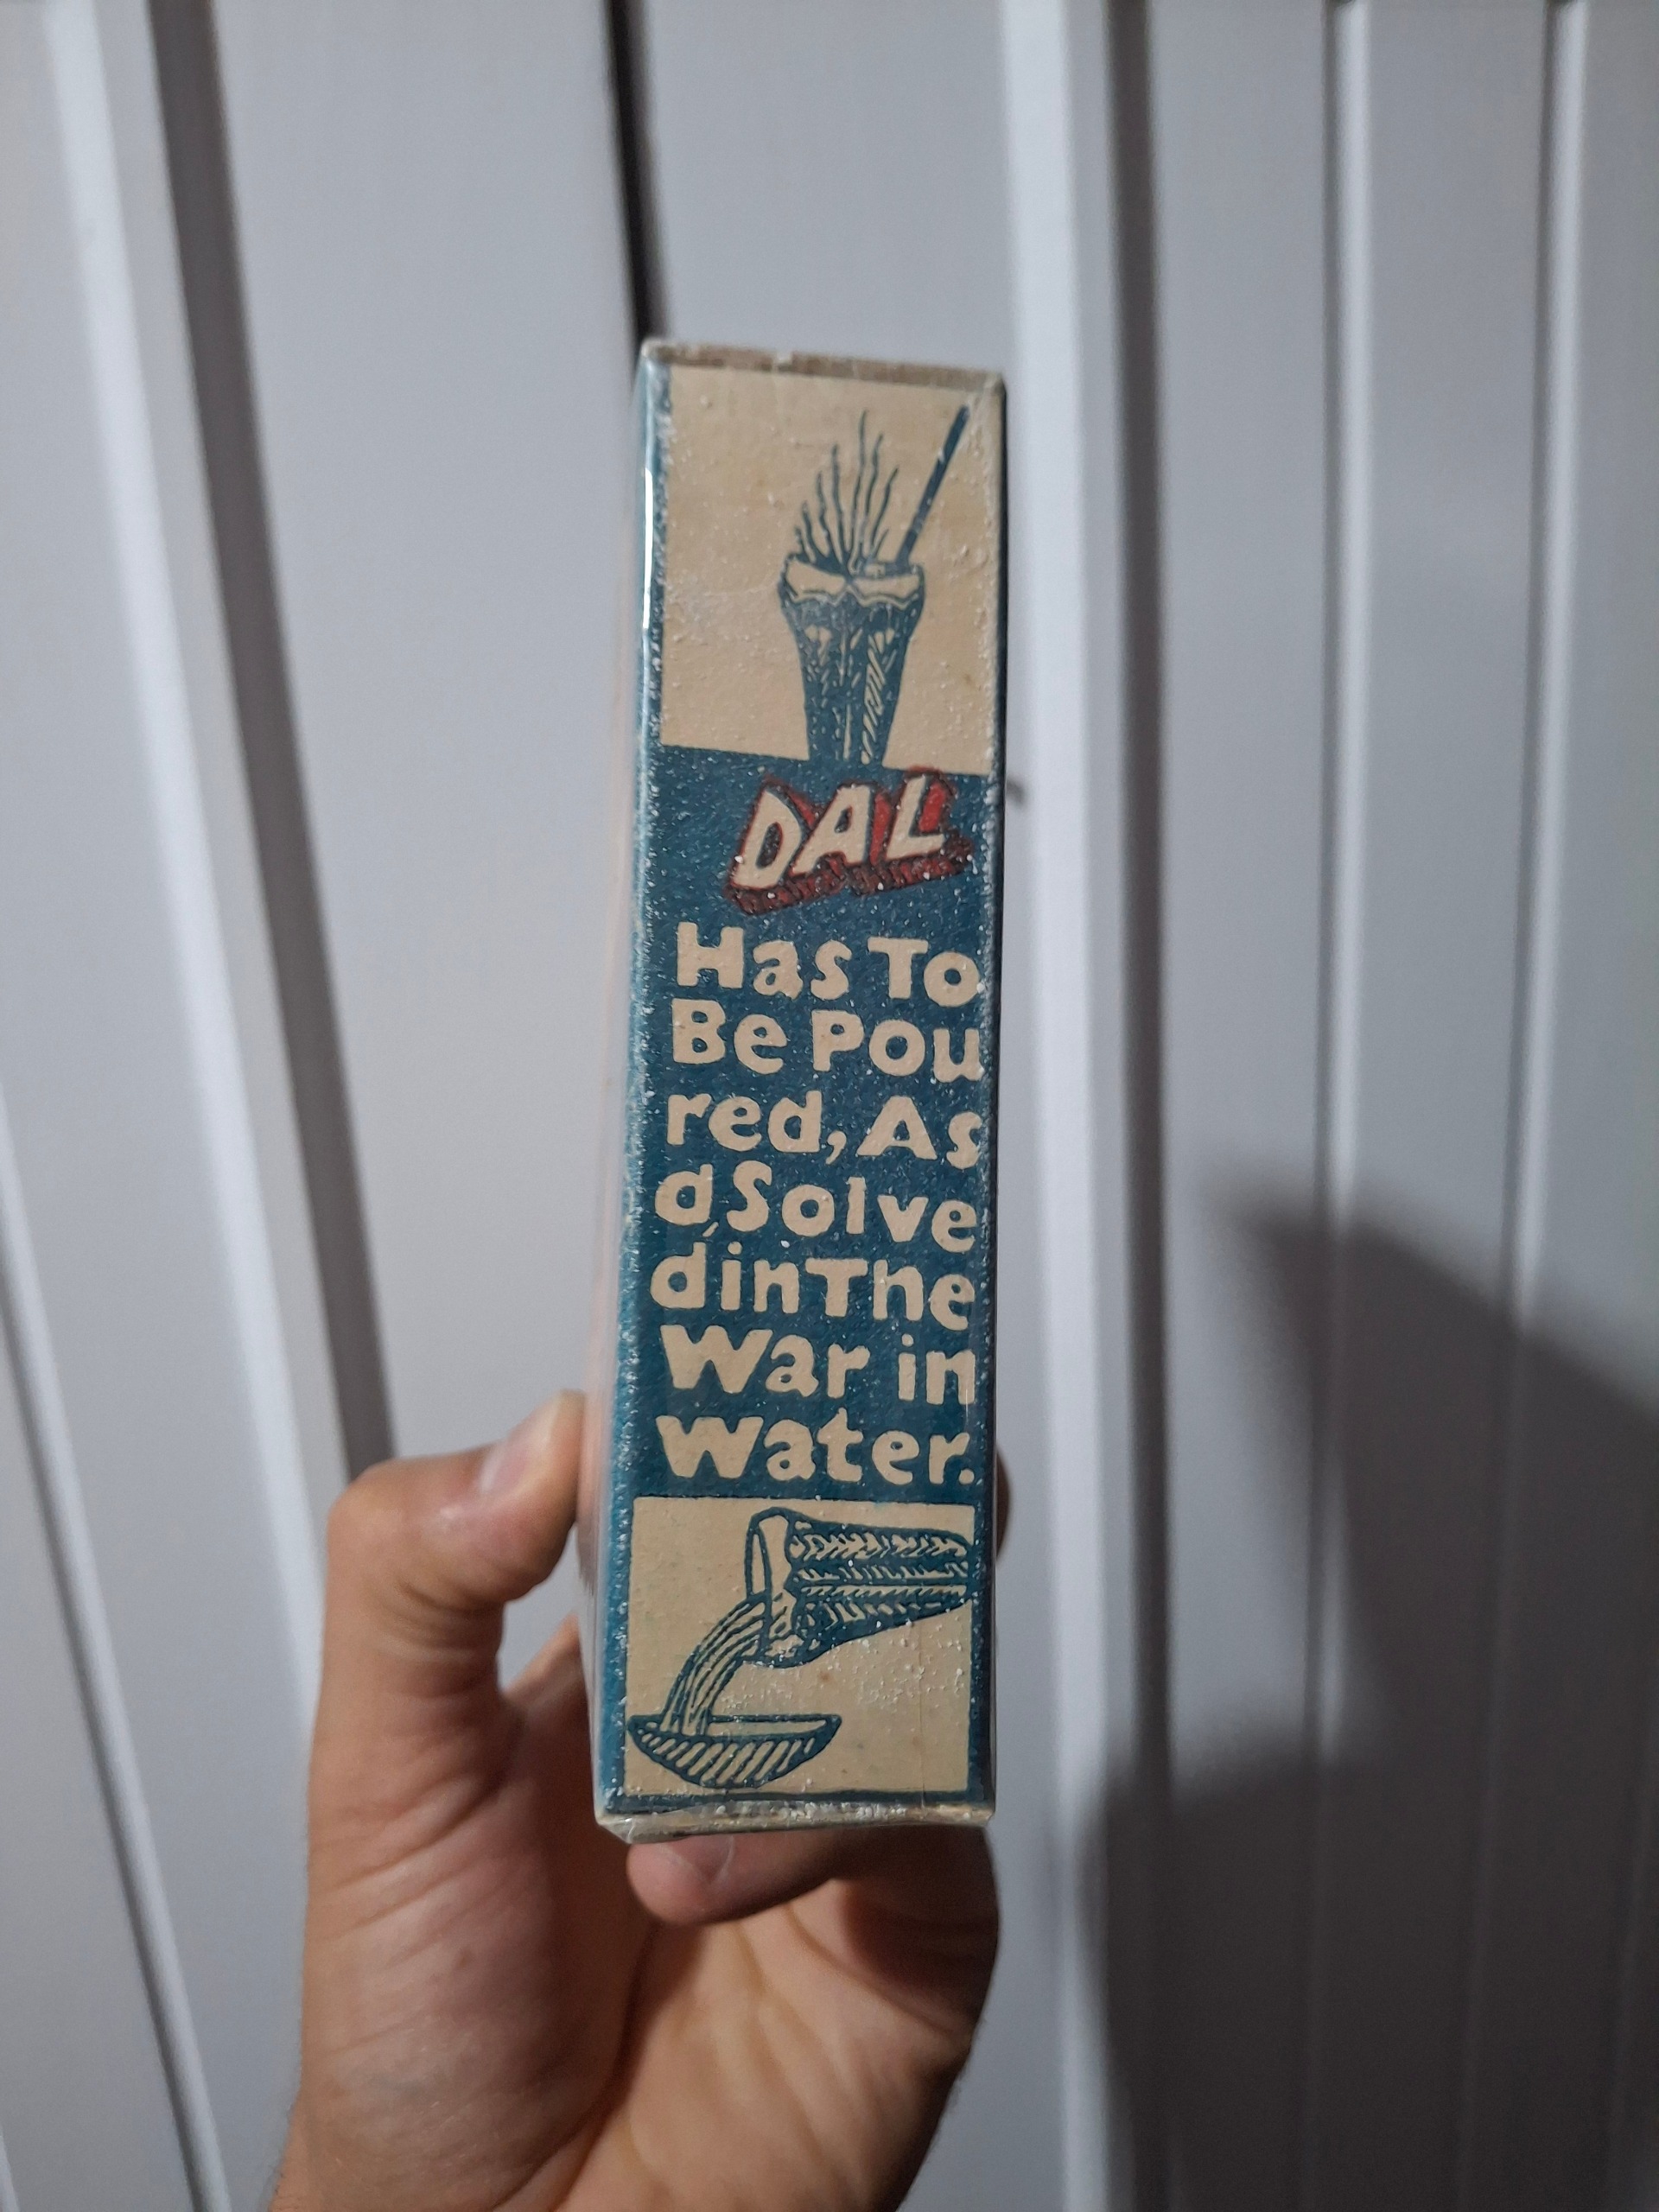 DAL
Has To
Be Pou
red, As
d'Solve
dinThe
War in
Water.